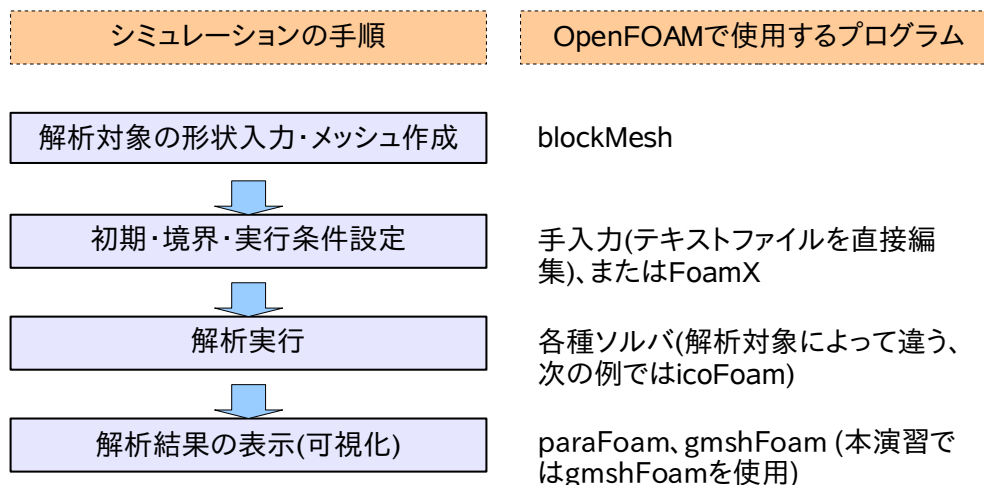 シミュレーションの手順
OpenFOAMで使用するプログラム
解析対象の形状入力・メッシュ作成
blockMesh
初期・境界・実行条件設定
手入力(テキストファイルを直接編
集)、またはFoamX
解析実行
各種ソルバ(解析対象によって違う、
次の例ではicoFoam)
解析結果の表示(可視化)
paraFoam、gmshFoam (本演習で
はgmshFoamを使用)